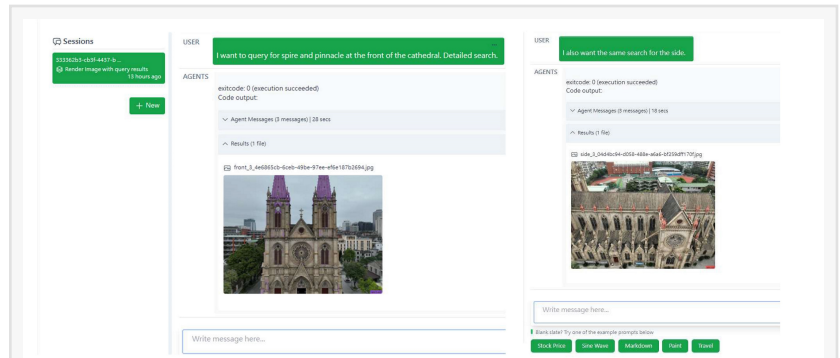 Sessions
333362b3-cb5f-4457-b...
Render Image with query results
13 hours ago
+ New
USER
...
I want to query for spire and pinnacle at the front of the cathedral. Detailed search.
AGENTS
exitcode: 0 (execution succeeded)
Code output:
Agent Messages (3 messages) | 28 secs
Results (1 file)
front_3_4e6865cb-6ceb-49be-97ee-ef6e187b2694.jpg
Write message here...
USER
I also want the same search for the side.
AGENTS
exitcode: 0 (execution succeeded)
Code output:
Agent Messages (3 messages) | 18 secs
Results (1 file)
side_0_04d4bc94-d058-488e-a6a6-bf259dff170f.jpg
Write message here...
Blank slate? Try one of the example prompts below
Stock Price
Sine Wave
Markdown
Paint
Travel